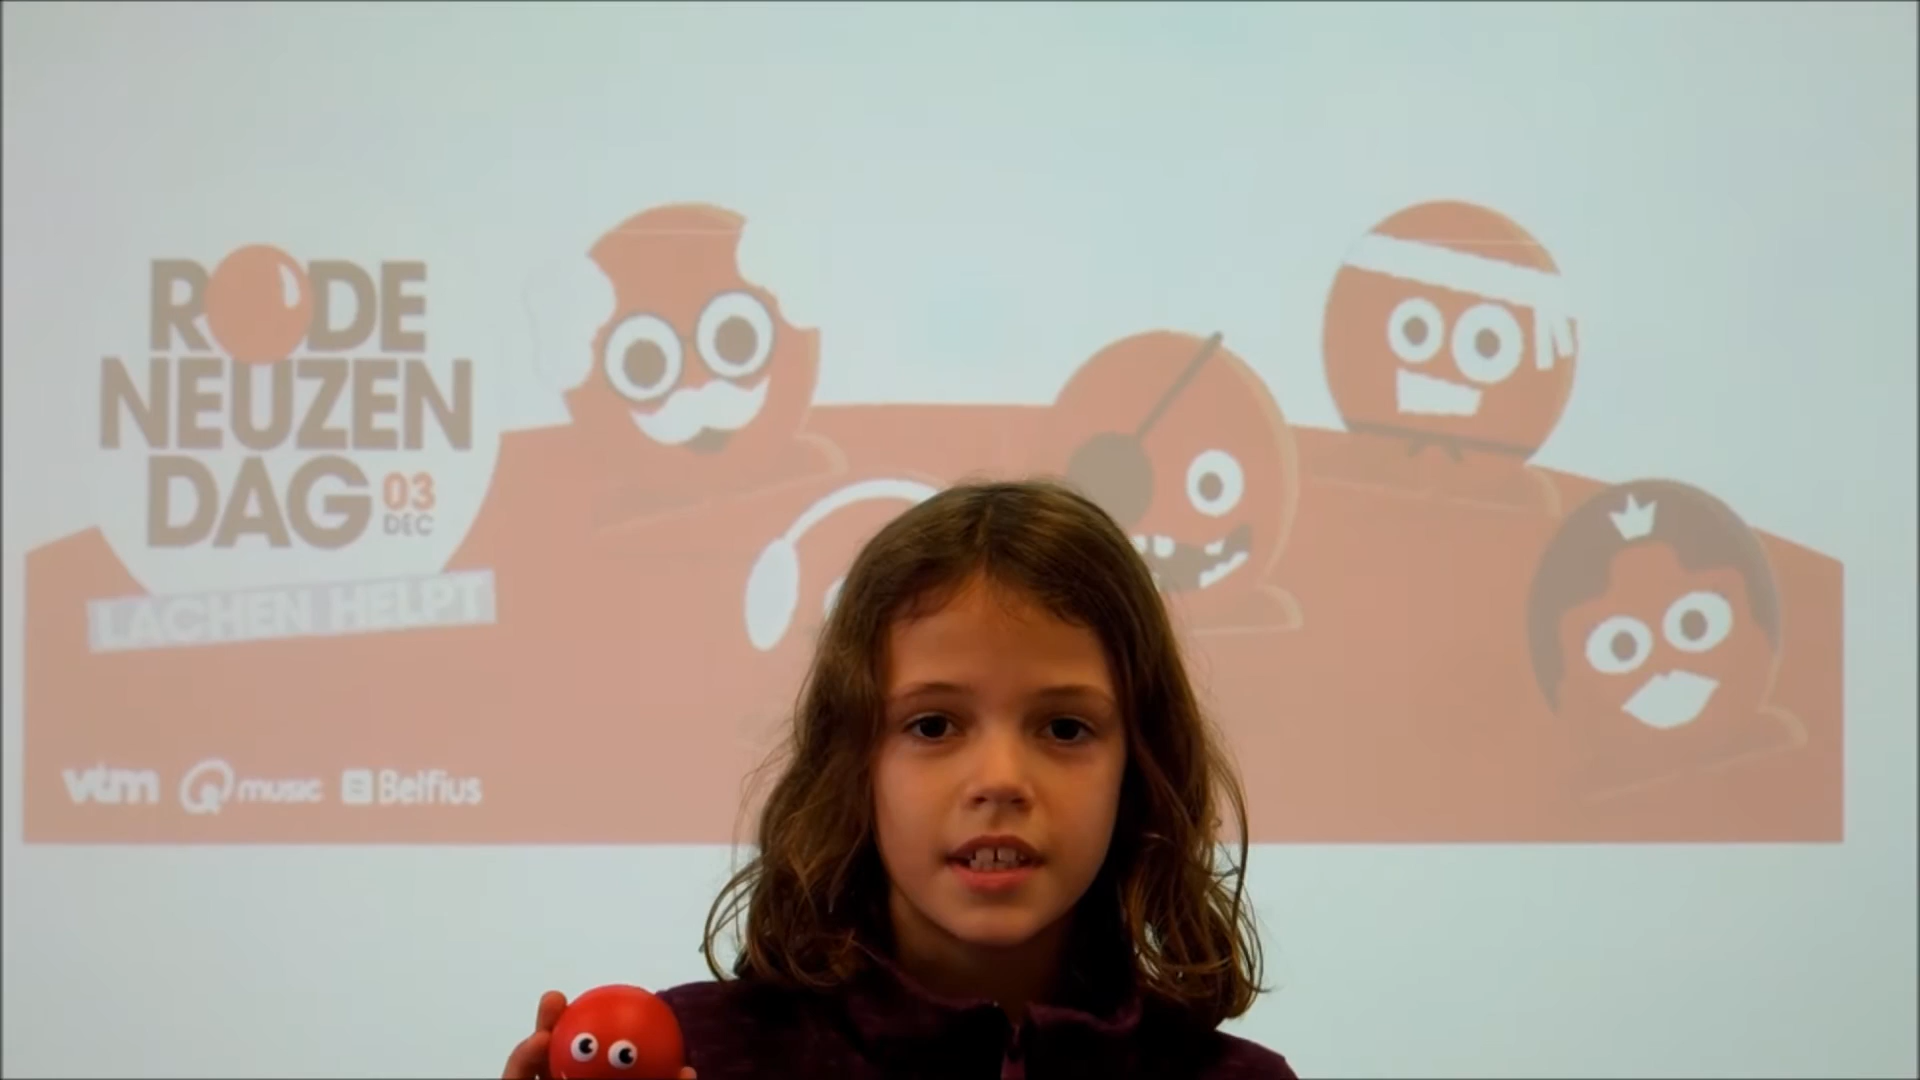 RODE
NEUZEN
DAG 03
DEC
LACHEN HELPT
vtm Qmusic Belfius